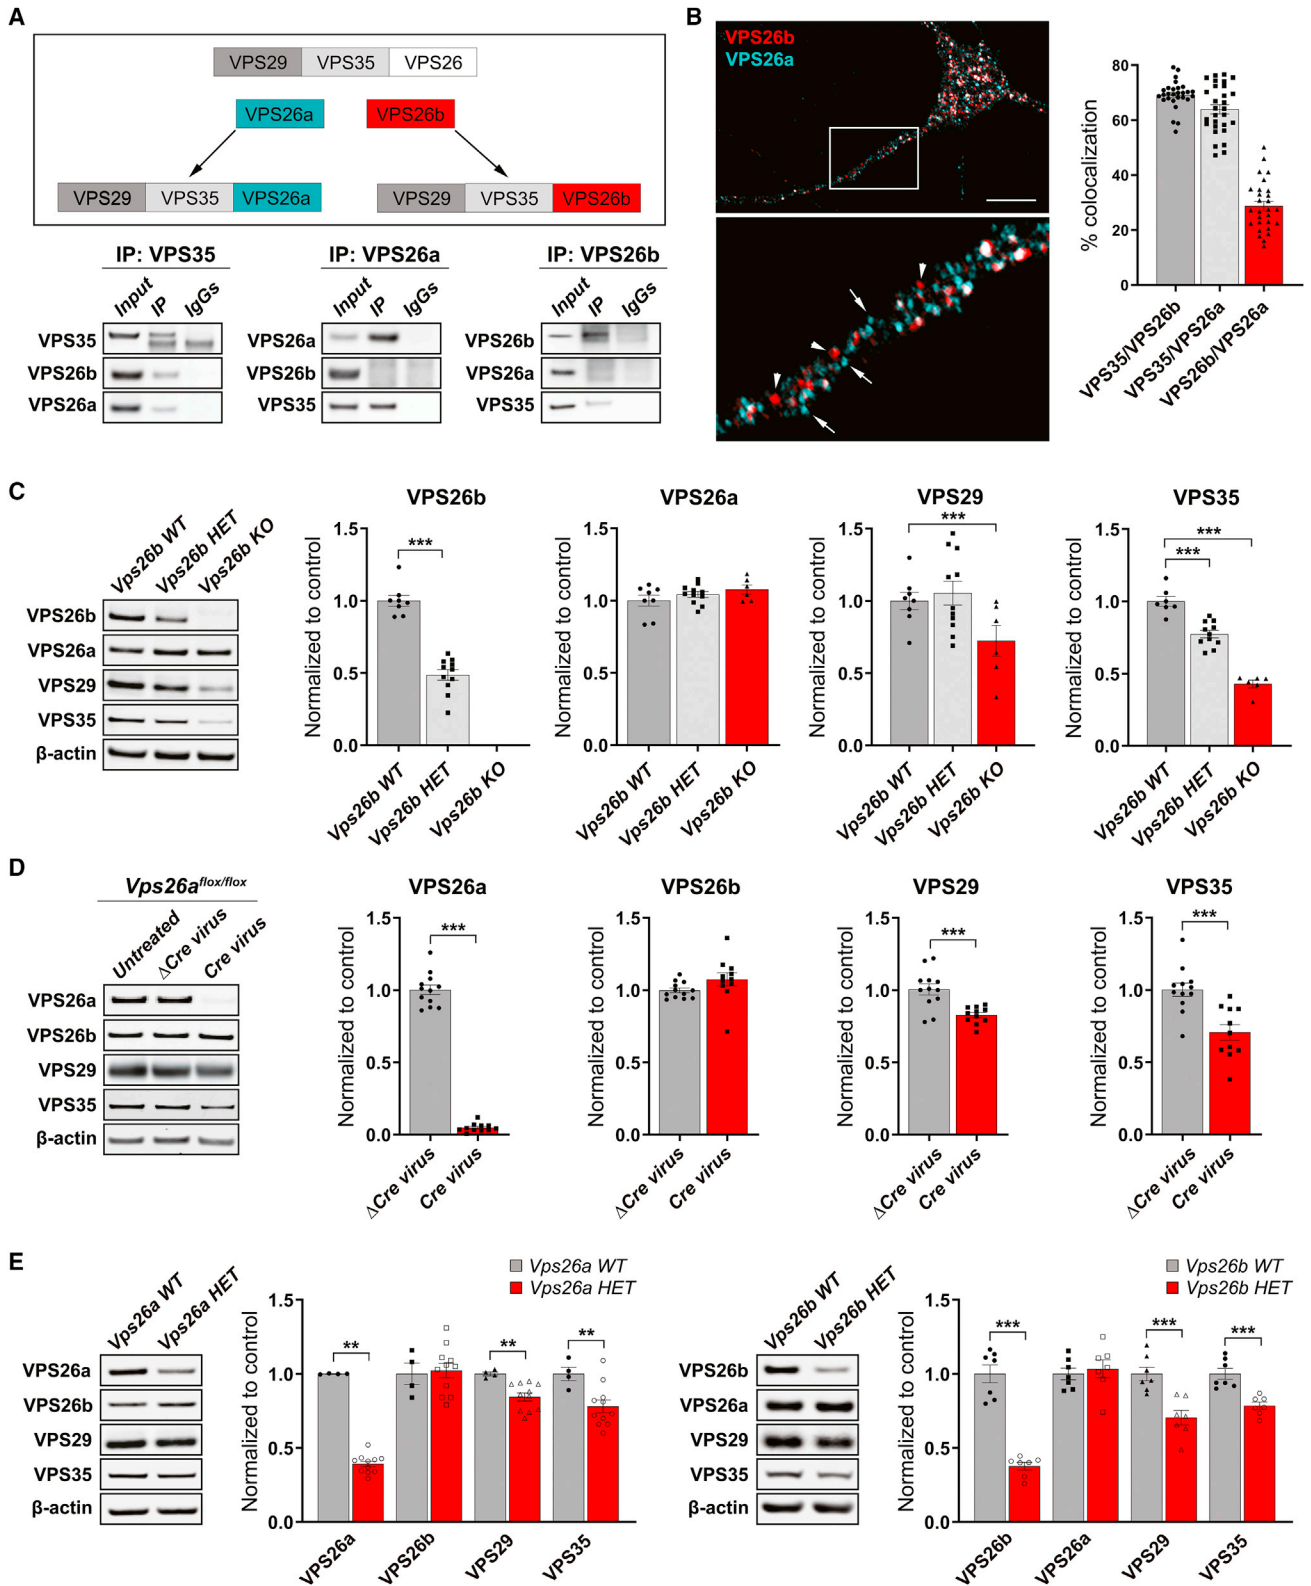 A
VPS29 VPS35 VPS26
VPS26a VPS26b
VPS29 VPS35 VPS26a
VPS29 VPS35 VPS26b
IP: VPS35
Input IP IgGs
VPS35
VPS26b
VPS26a
IP: VPS26a
Input IP IgGs
VPS26a
VPS26b
VPS35
IP: VPS26b
Input IP IgGs
VPS26b
VPS26a
VPS35
B
VPS26b
VPS26a
% colocalization
80
60
40
20
0
VPS35/VPS26b
VPS35/VPS26a
VPS26b/VPS26a
C
Vps26b WT
Vps26b HET
Vps26b KO
VPS26b
VPS26a
VPS29
VPS35
β-actin
VPS26b
Normalized to control
1.5
1.0
0.5
0.0
***
Vps26b WT
Vps26b HET
Vps26b KO
VPS26a
Normalized to control
1.5
1.0
0.5
0.0
Vps26b WT
Vps26b HET
Vps26b KO
VPS29
Normalized to control
1.5
1.0
0.5
0.0
***
Vps26b WT
Vps26b HET
Vps26b KO
VPS35
Normalized to control
1.5
1.0
0.5
0.0
***
***
Vps26b WT
Vps26b HET
Vps26b KO
D
Vps26a flox/flox
Untreated
ΔCre virus
Cre virus
VPS26a
VPS26b
VPS29
VPS35
β-actin
VPS26a
Normalized to control
1.5
1.0
0.5
0.0
***
ΔCre virus
Cre virus
VPS26b
Normalized to control
1.5
1.0
0.5
0.0
ΔCre virus
Cre virus
VPS29
Normalized to control
1.5
1.0
0.5
0.0
***
ΔCre virus
Cre virus
VPS35
Normalized to control
1.5
1.0
0.5
0.0
***
ΔCre virus
Cre virus
E
Vps26a WT
Vps26a HET
VPS26a
VPS26b
VPS29
VPS35
β-actin
Vps26a WT
Vps26a HET
Normalized to control
1.5
1.0
0.5
0.0
**
**
**
VPS26a
VPS26b
VPS29
VPS35
Vps26b WT
Vps26b HET
VPS26b
VPS26a
VPS29
VPS35
β-actin
Vps26b WT
Vps26b HET
Normalized to control
1.5
1.0
0.5
0.0
***
***
***
VPS26b
VPS26a
VPS29
VPS35